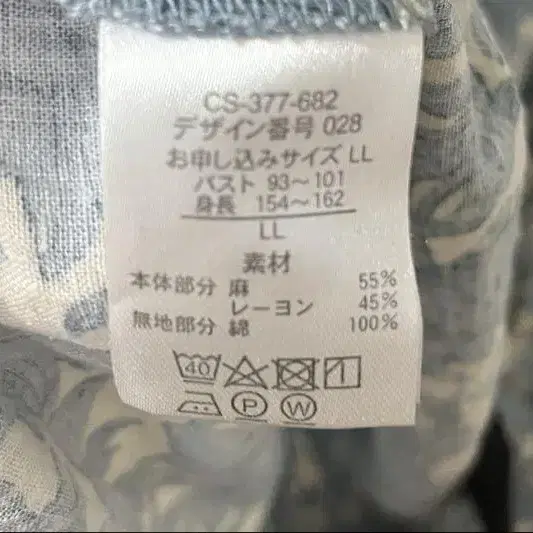 CS-377-682
デザイン番号 028
お申し込みサイズ LL
バスト 93～101
身長 154～162
LL
素材
本体部分 麻 55%
レーヨン 45%
無地部分 綿 100%
40
P W